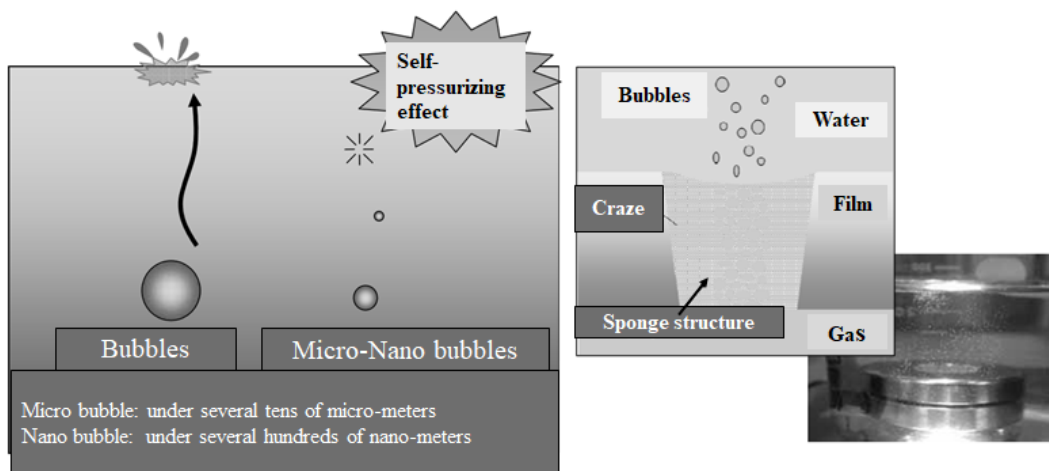 Self-
pressurizing
effect
Bubbles
Micro-Nano bubbles
Micro bubble: under several tens of micro-meters
Nano bubble: under several hundreds of nano-meters
Bubbles
Water
Craze
Film
Sponge structure
Gas